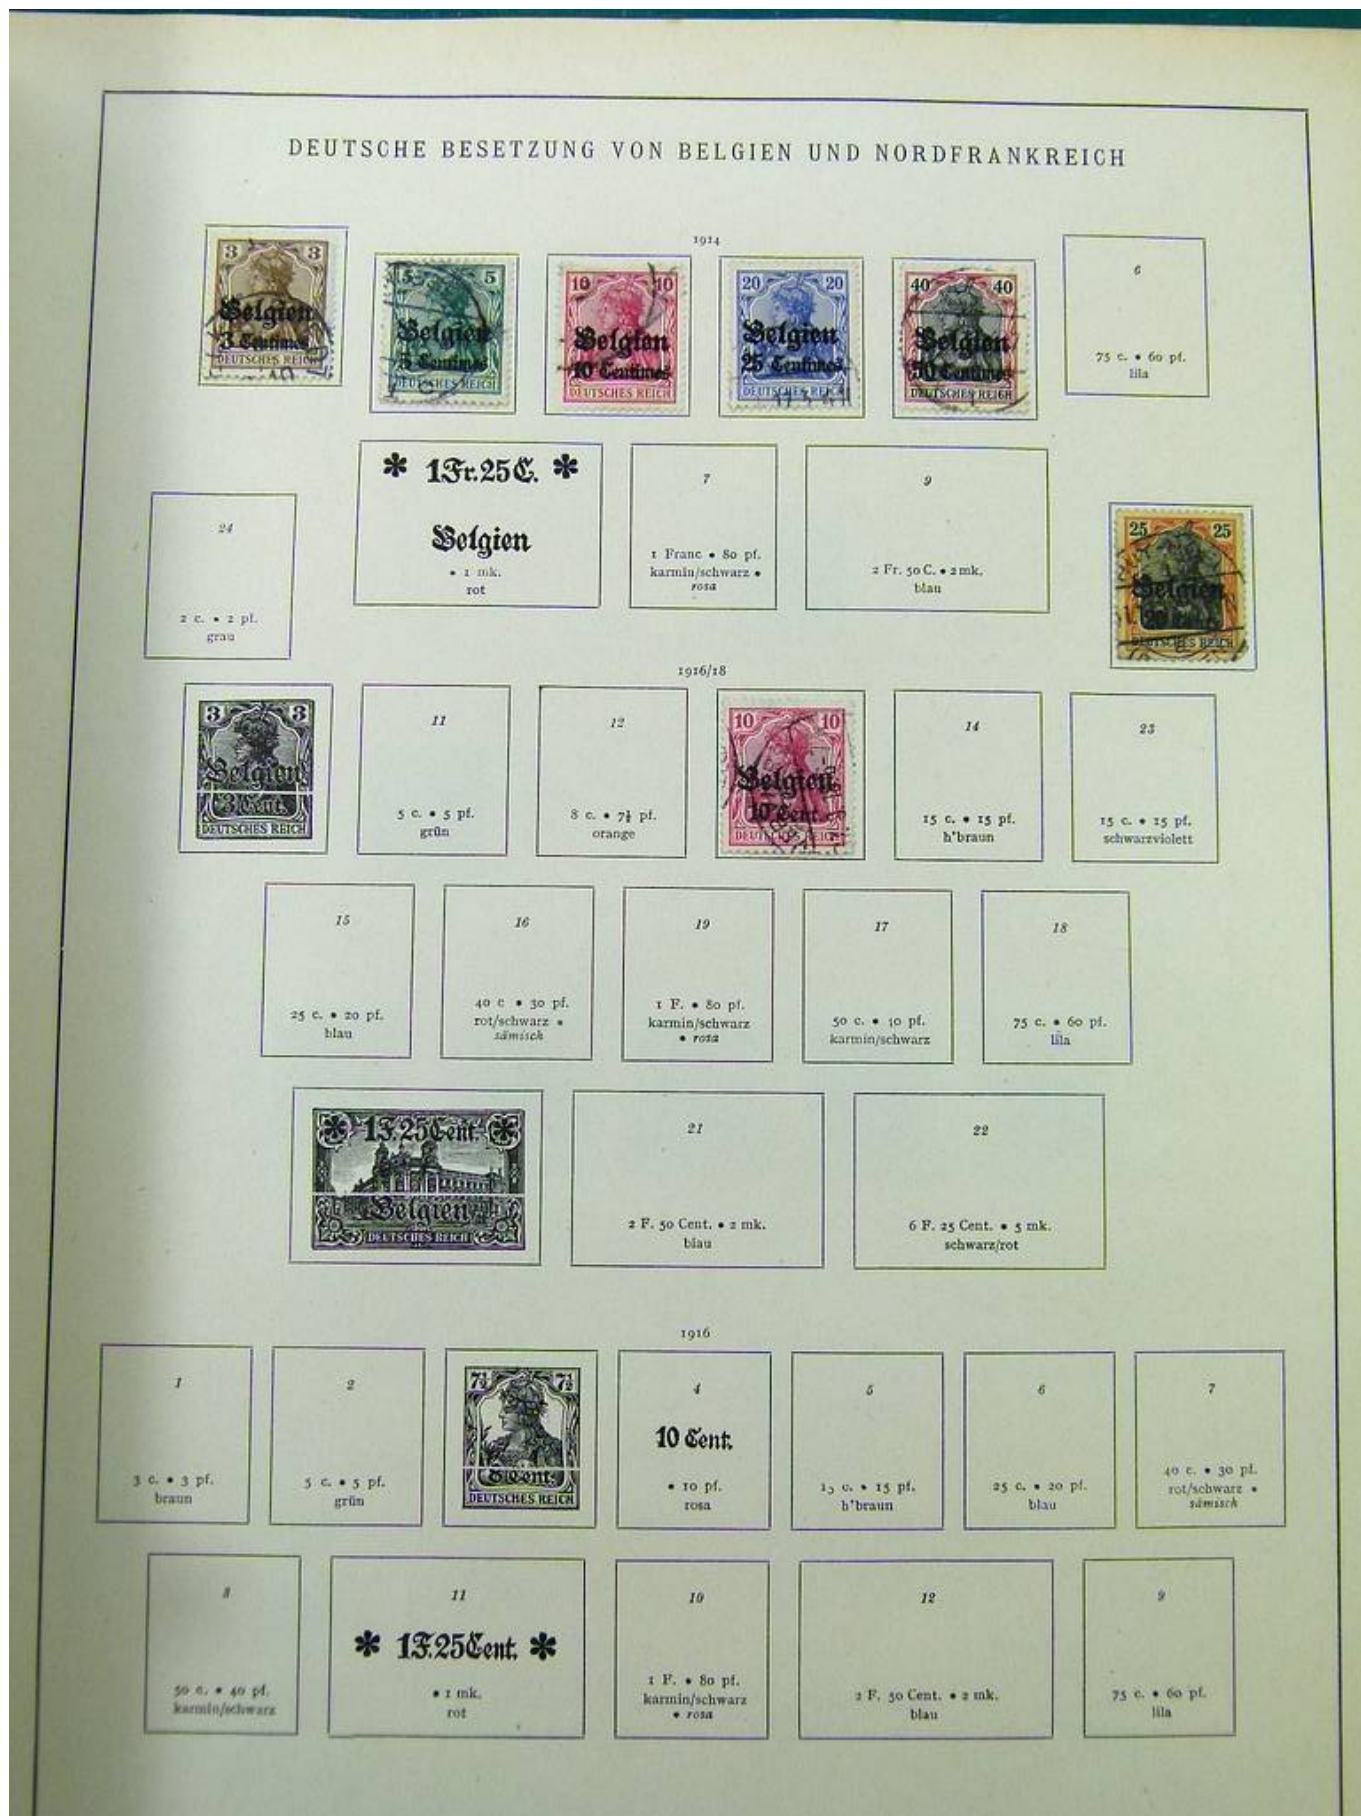 DEUTSCHE BESETZUNG VON BELGIEN UND NORDFRANKREICH
1914
3 3
Belgien
3 Centimes
DEUTSCHES REICH
5 5
Belgien
5 Centimes
DEUTSCHES REICH
10 10
Belgien
10 Centimes
DEUTSCHES REICH
20 20
Belgien
25 Centimes
DEUTSCHES REICH
40 40
Belgien
50 Centimes
DEUTSCHES REICH
6
75 c. • 60 pf.
lila
24
2 c. • 2 pf.
grau
* 1Fr.25C. *
Belgien
• 1 mk.
rot
7
1 Franc • 80 pf.
karmin/schwarz •
rosa
9
2 Fr. 50 C. • 2 mk.
blau
25 25
Belgien
DEUTSCHES REICH
1916/18
3 3
Belgien
3 Cent.
DEUTSCHES REICH
11
5 c. • 5 pf.
grün
12
8 c. • 7½ pf.
orange
10 10
Belgien
10 Cent.
DEUTSCHES REICH
14
15 c. • 15 pf.
h'braun
23
15 c. • 15 pf.
schwarzviolett
15
25 c. • 20 pf.
blau
16
40 c • 30 pf.
rot/schwarz •
sämisch
19
1 F. • 80 pf.
karmin/schwarz
• rosa
17
50 c. • 10 pf.
karmin/schwarz
18
75 c. • 60 pf.
lila
* 1F.25Cent. *
Belgien
DEUTSCHES REICH
21
2 F. 50 Cent. • 2 mk.
blau
22
6 F. 25 Cent. • 5 mk.
schwarz/rot
1916
1
3 c. • 3 pf.
braun
2
5 c. • 5 pf.
grün
7½ 7½
8 Cent.
DEUTSCHES REICH
4
10 Cent.
• 10 pf.
rosa
5
15 c. • 15 pf.
h'braun
6
25 c. • 20 pf.
blau
7
40 c. • 30 pf.
rot/schwarz •
sämisch
8
50 c. • 40 pf.
karmin/schwarz
11
* 1F.25Cent. *
• 1 mk.
rot
10
1 F. • 80 pf.
karmin/schwarz
• rosa
12
2 F. 50 Cent. • 2 mk.
blau
9
75 c. • 60 pf.
lila